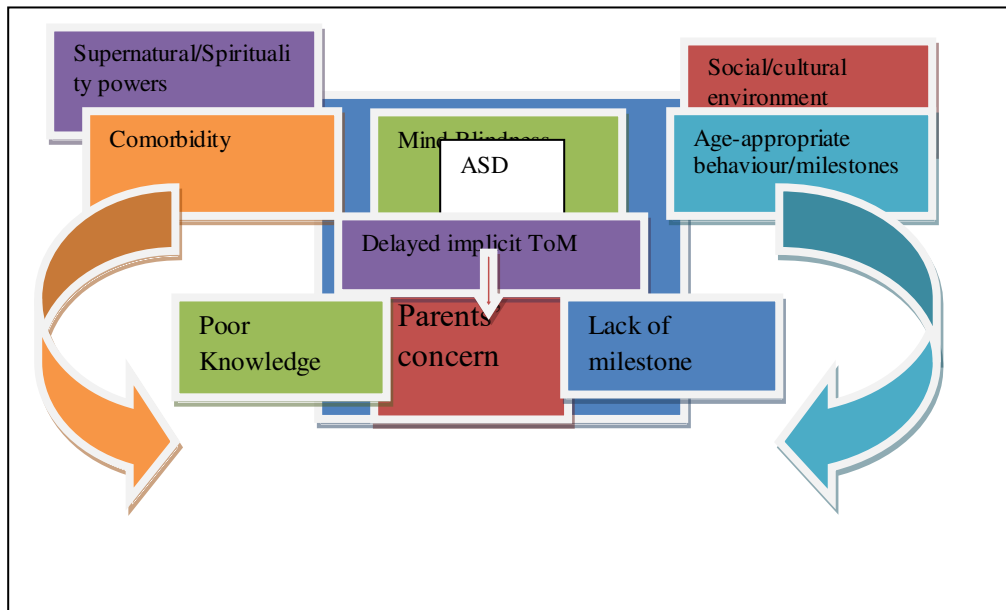 Supernatural/Spirituali
ty powers
Social/cultural
environment
Comorbidity
Mind Blindness
Age-appropriate
behaviour/milestones
ASD
Delayed implicit ToM
Poor
Knowledge
Parents'
concern
Lack of
milestone